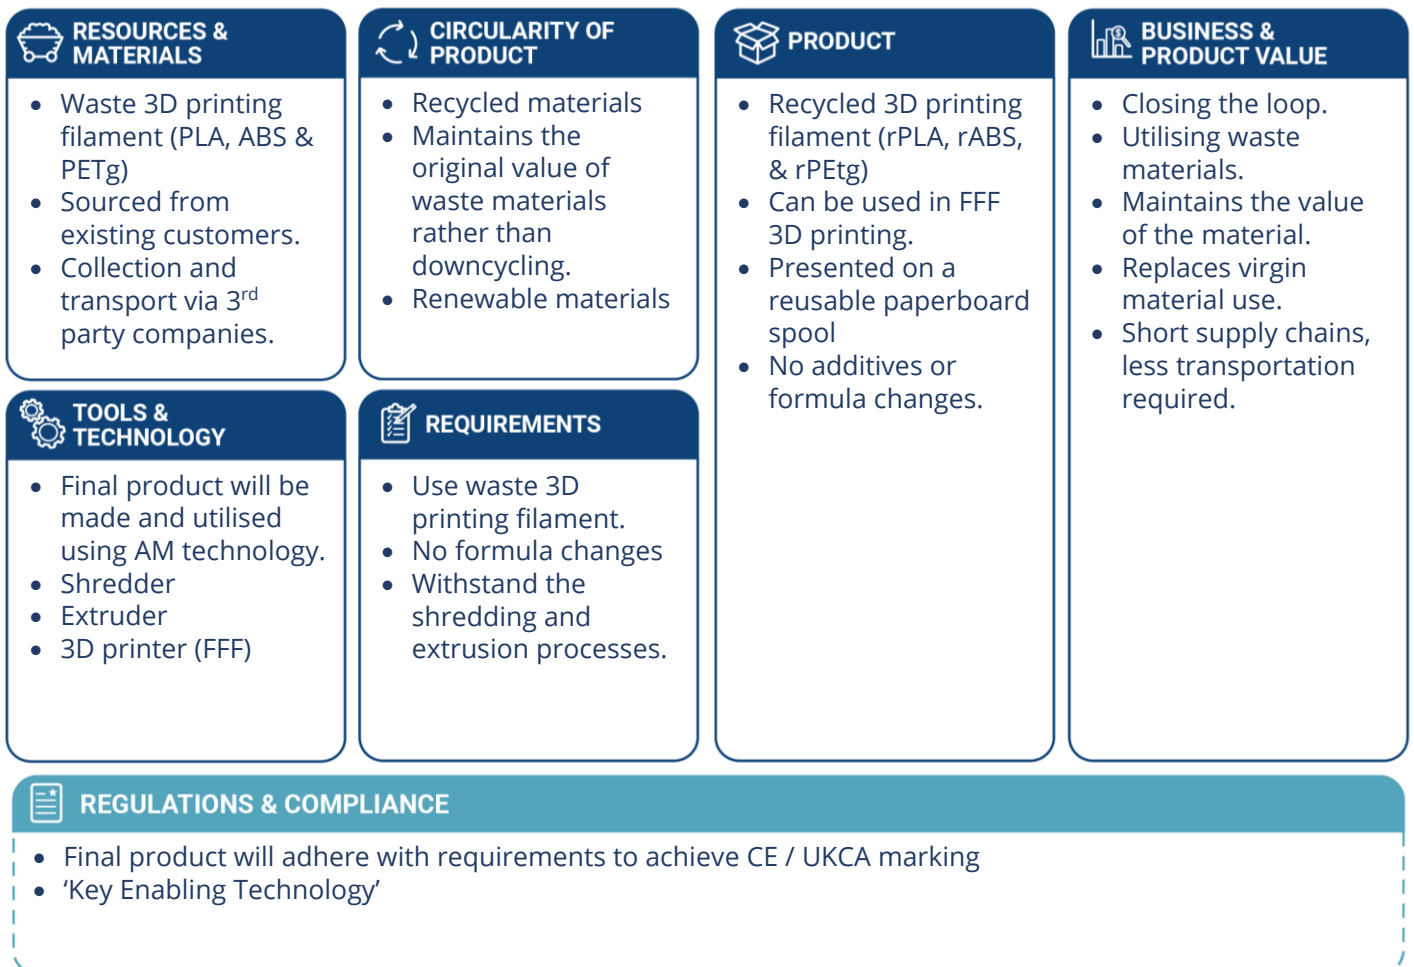 RESOURCES &
MATERIALS
• Waste 3D printing
filament (PLA, ABS &
PETg)
• Sourced from
existing customers.
• Collection and
transport via 3rd
party companies.
CIRCULARITY OF
PRODUCT
• Recycled materials
• Maintains the
original value of
waste materials
rather than
downcycling.
• Renewable materials
PRODUCT
• Recycled 3D printing
filament (rPLA, rABS,
& rPEtg)
• Can be used in FFF
3D printing.
• Presented on a
reusable paperboard
spool
• No additives or
formula changes.
BUSINESS &
PRODUCT VALUE
• Closing the loop.
• Utilising waste
materials.
• Maintains the value
of the material.
• Replaces virgin
material use.
• Short supply chains,
less transportation
required.
TOOLS &
TECHNOLOGY
• Final product will be
made and utilised
using AM technology.
• Shredder
• Extruder
• 3D printer (FFF)
REQUIREMENTS
• Use waste 3D
printing filament.
• No formula changes
• Withstand the
shredding and
extrusion processes.
REGULATIONS & COMPLIANCE
• Final product will adhere with requirements to achieve CE / UKCA marking
• ‘Key Enabling Technology’